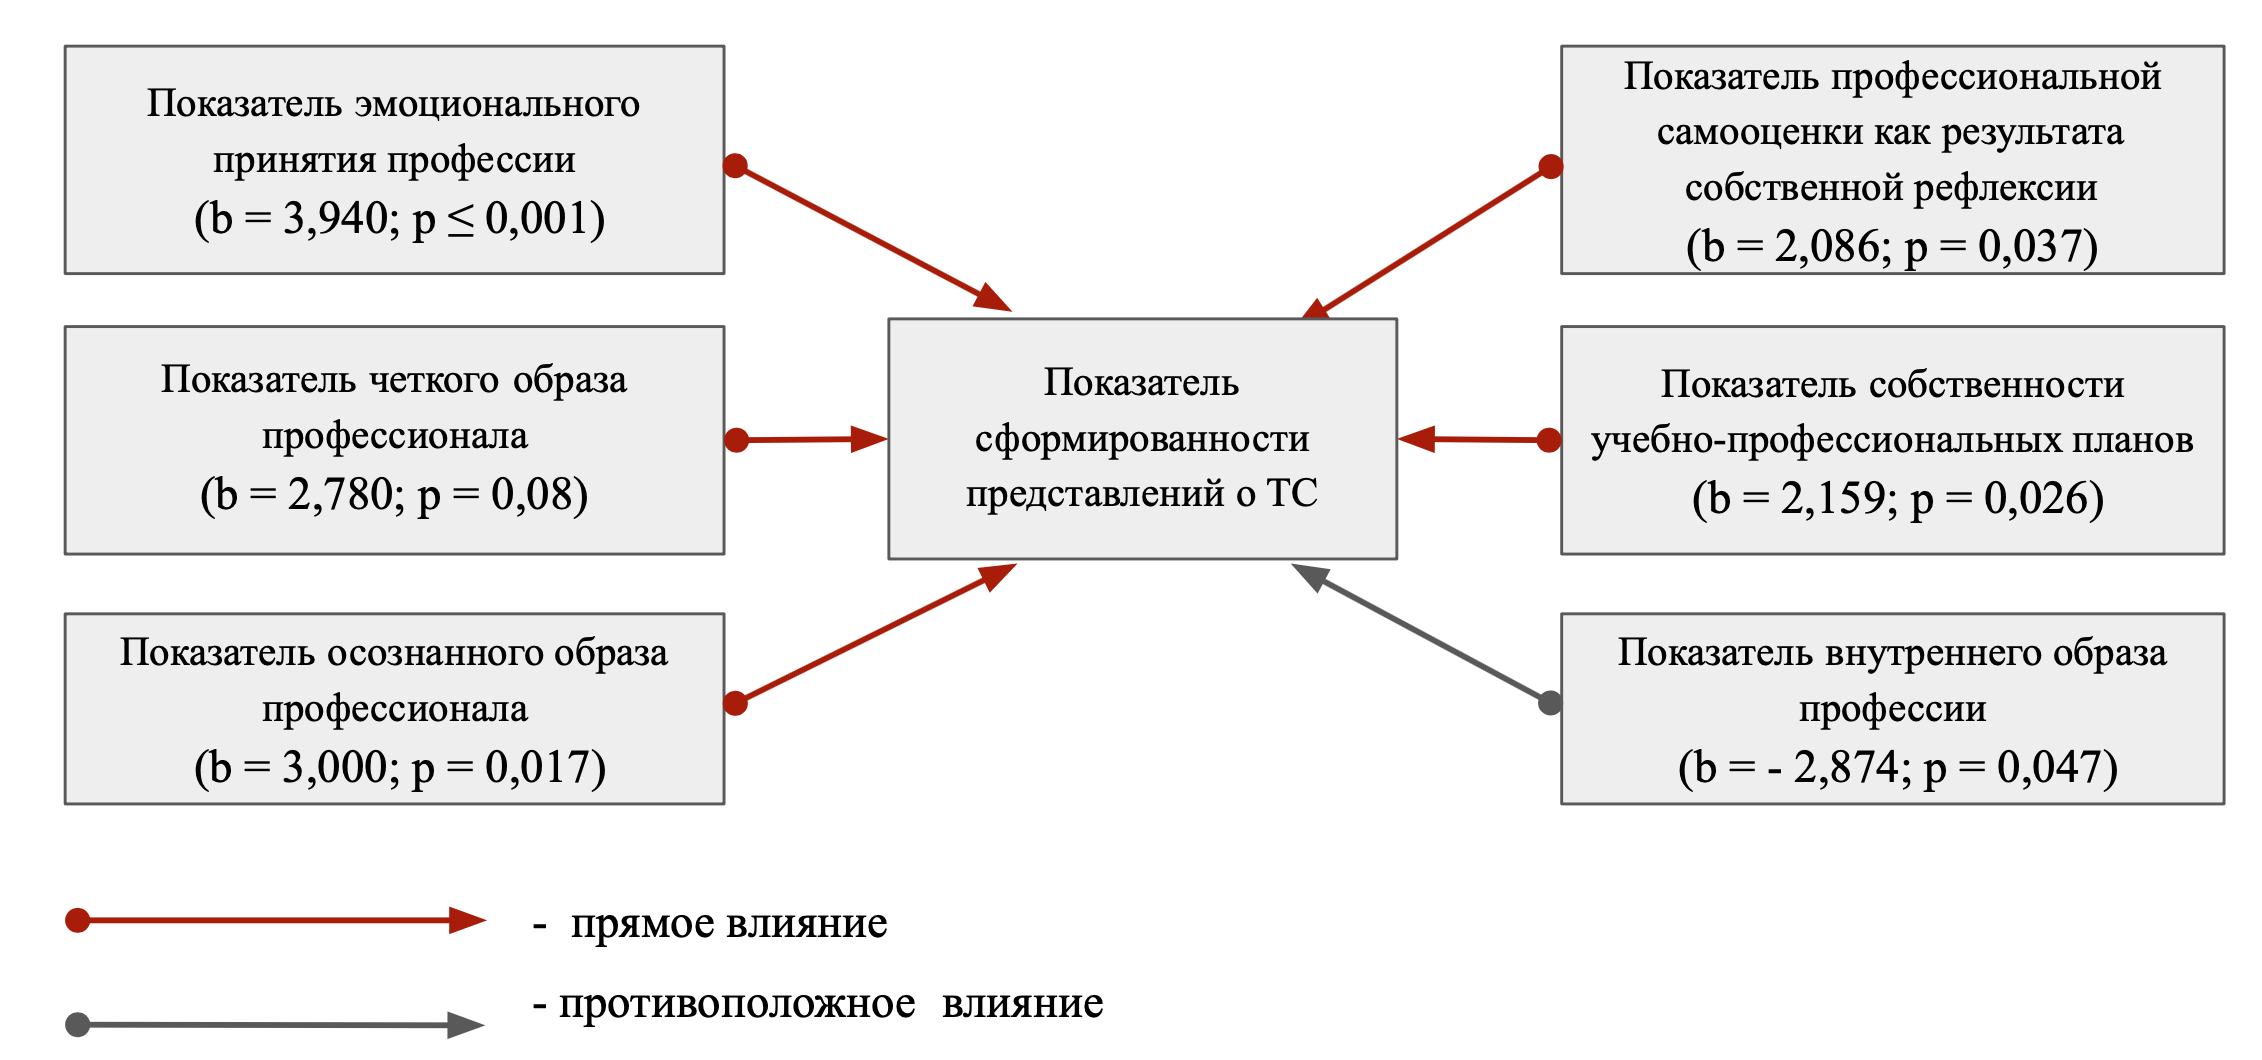 Показатель эмоционального
принятия профессии
(b = 3,940; p ≤ 0,001)
Показатель четкого образа
профессионала
(b = 2,780; p = 0,08)
Показатель осознанного образа
профессионала
(b = 3,000; p = 0,017)
Показатель
сформированности
представлений о ТС
Показатель профессиональной
самооценки как результата
собственной рефлексии
(b = 2,086; p = 0,037)
Показатель собственности
учебно-профессиональных планов
(b = 2,159; p = 0,026)
Показатель внутреннего образа
профессии
(b = - 2,874; p = 0,047)
- прямое влияние
- противоположное влияние